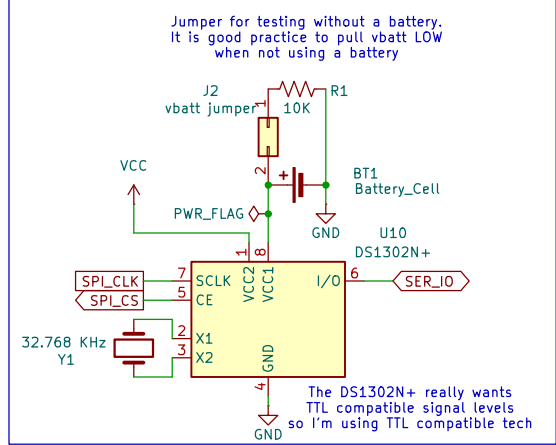 Jumper for testing without a battery.
It is good practice to pull vbatt LOW
when not using a battery
J2
R1
vbatt jumper
1
10K
2
VCC
+
BT1
Battery_Cell
PWR_FLAG
GND
U10
DS1302N+
1
8
SPI_CLK
7
SCLK
VCC2
VCC1
I/O
6
SER_IO
SPI_CS
5
CE
32.768 KHz
Y1
2
X1
3
X2
GND
4
GND
The DS1302N+ really wants
TTL compatible signal levels
so I'm using TTL compatible tech